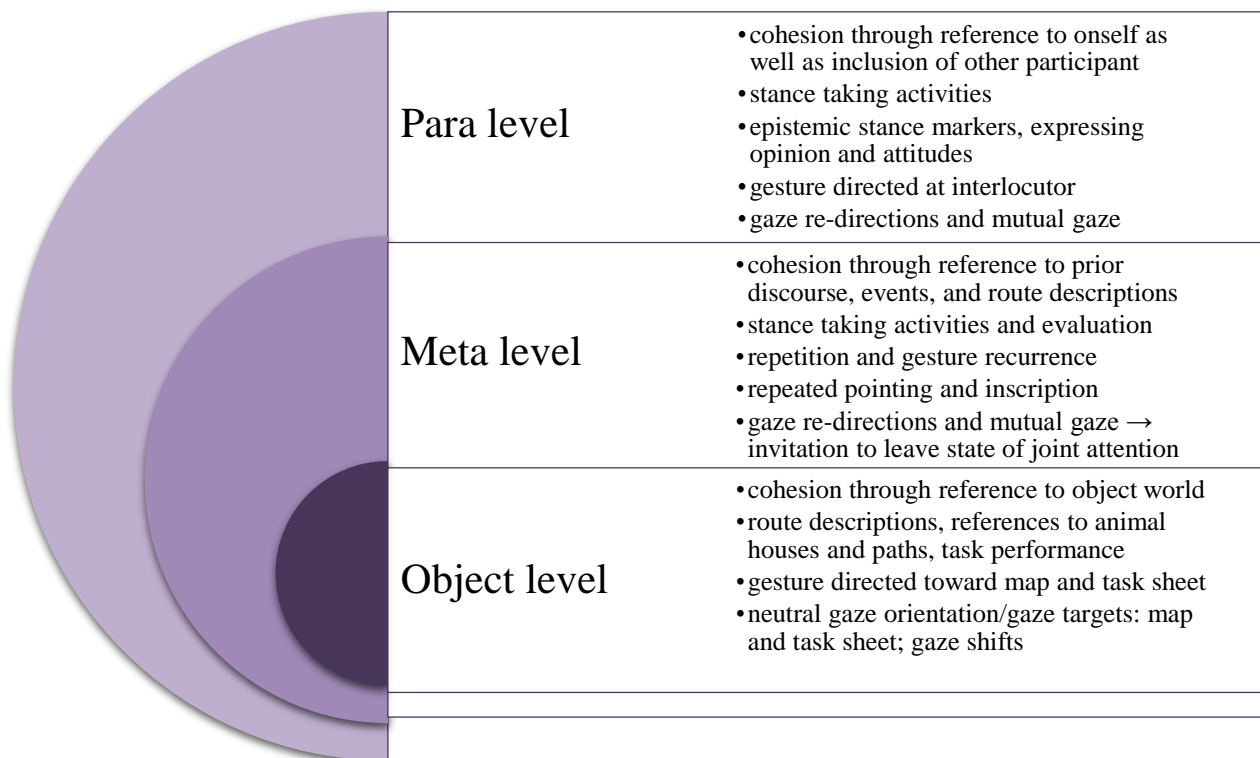 Para level
•cohesion through reference to onself as
well as inclusion of other participant
•stance taking activities
•epistemic stance markers, expressing
opinion and attitudes
•gesture directed at interlocutor
•gaze re-directions and mutual gaze
Meta level
•cohesion through reference to prior
discourse, events, and route descriptions
•stance taking activities and evaluation
•repetition and gesture recurrence
•repeated pointing and inscription
•gaze re-directions and mutual gaze →
invitation to leave state of joint attention
Object level
•cohesion through reference to object world
•route descriptions, references to animal
houses and paths, task performance
•gesture directed toward map and task sheet
•neutral gaze orientation/gaze targets: map
and task sheet; gaze shifts